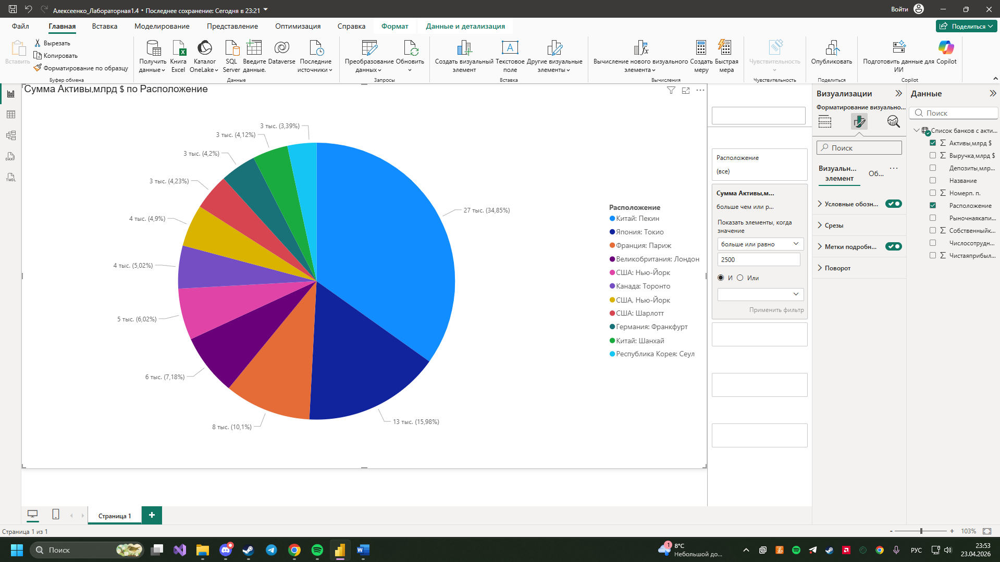 Алексеенко_Лабораторная1.4 • Последнее сохранение: Сегодня в 23:21
Войти
Файл
Главная
Вставка
Моделирование
Представление
Оптимизация
Справка
Формат
Данные и детализация
Поделиться
Вставить
Вырезать
Копировать
Форматирование по образцу
Буфер обмена
Получить данные
Книга Excel
Каталог OneLake
SQL Server
Введите данные.
Dataverse
Последние источники
Данные
Преобразование данных
Обновить
Запросы
Создать визуальный элемент
Текстовое поле
Другие визуальные элементы
Вставка
Вычисление нового визуального элемента
Создать меру
Быстрая мера
Вычисления
Чувствительность
Чувствительность
Опубликовать
Поделиться
Подготовить данные для ИИ
Copilot
Copilot
DAX
TMDL
Сумма Активы,млрд $ по Расположение
3 тыс. (3,39%)
3 тыс. (4,12%)
3 тыс. (4,2%)
3 тыс. (4,23%)
4 тыс. (4,9%)
4 тыс. (5,02%)
5 тыс. (6,02%)
6 тыс. (7,18%)
8 тыс. (10,1%)
13 тыс. (15,98%)
27 тыс. (34,85%)
Расположение
Китай: Пекин
Япония: Токио
Франция: Париж
Великобритания: Лондон
США: Нью-Йорк
Канада: Торонто
США, Нью-Йорк
США: Шарлотт
Германия: Франкфурт
Китай: Шанхай
Республика Корея: Сеул
Расположение
(все)
Сумма Активы,м...
больше чем или р...
Показать элементы, когда
значение
больше или равно
2500
И
Или
Применить фильтр
Визуализации
Форматирование визуально...
Поиск
Визуальн... элемент
Об...
Условные обозн...
Срезы
Метки подробн...
Поворот
Данные
Поиск
Список банков с акти...
Активы,млрд $
Выручка,млрд $
Депозиты,млр...
Название
Номерп. п.
Расположение
Рыночнаякапи...
Собственныйк...
Числосотрудн...
Чистаяприбыл...
Страница 1
+
Страница 1 из 1
- + 103%
Поиск
1
8°C
Небольшой до...
РУС
23:53
23.04.2026